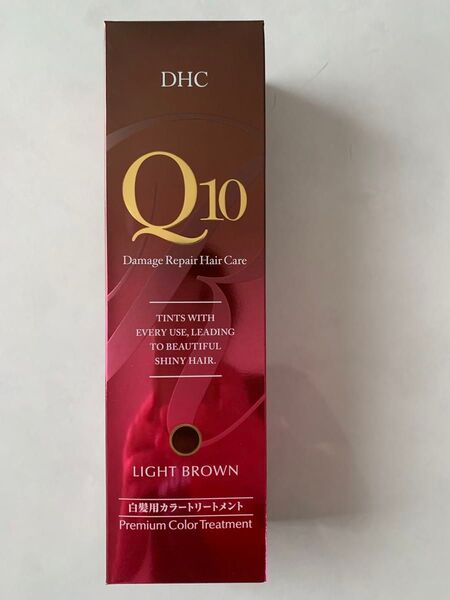 DHC
Q10
Damage Repair Hair Care
TINTS WITH
EVERY USE, LEADING
TO BEAUTIFUL
SHINY HAIR.
LIGHT BROWN
白髪用カラートリートメント
Premium Color Treatment